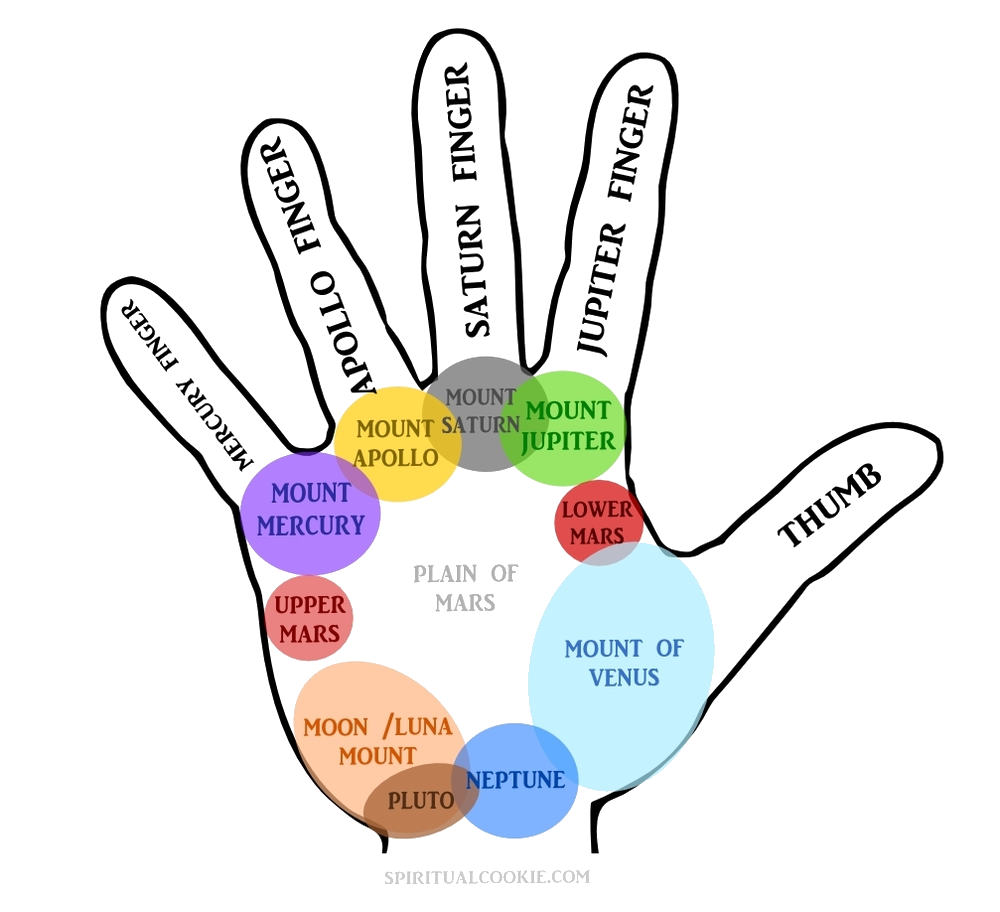 SATURN FINGER
JUPITER FINGER
APOLLO FINGER
MERCURY FINGER
THUMB
MOUNT
SATURN
MOUNT
APOLLO
MOUNT
JUPITER
MOUNT
MERCURY
LOWER
MARS
PLAIN OF
MARS
UPPER
MARS
MOUNT OF
VENUS
MOON /LUNA
MOUNT
NEPTUNE
PLUTO
SPIRITUALCOOKIE.COM